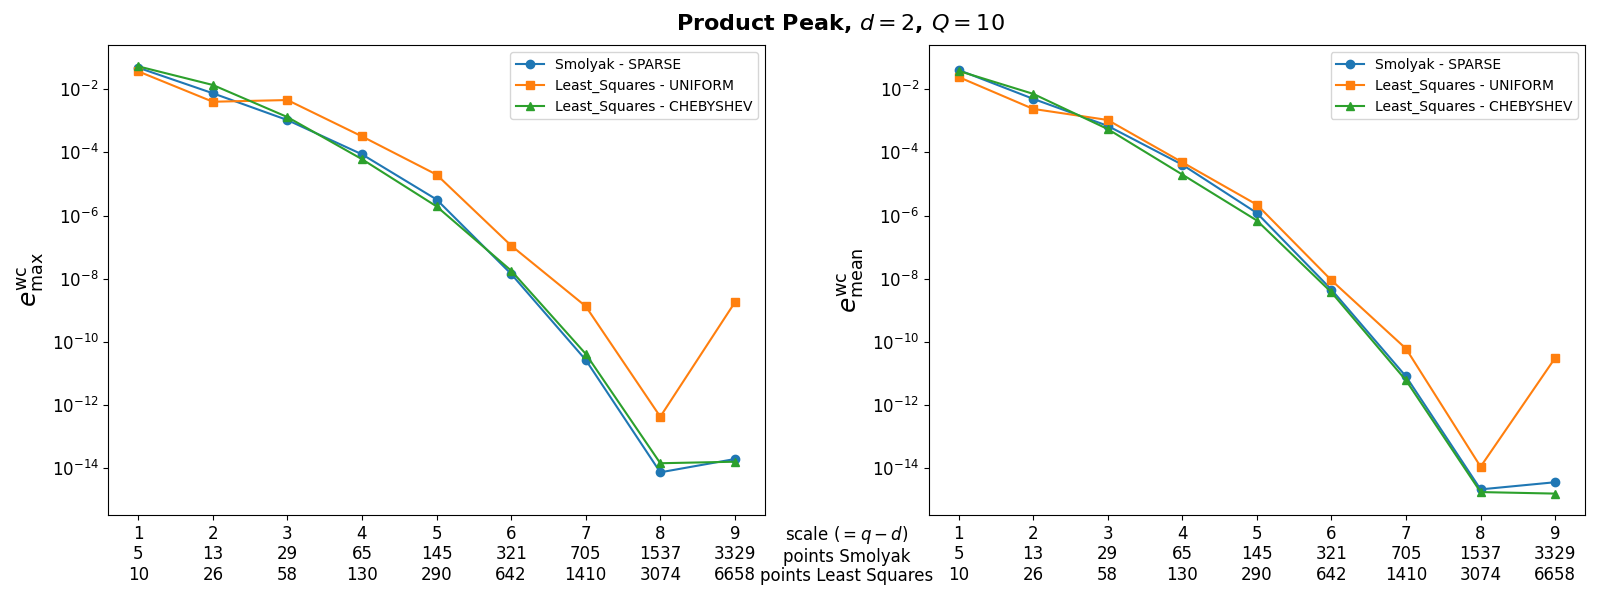 Product Peak, d = 2, Q = 10
Smolyak - SPARSE
Least_Squares - UNIFORM
Least_Squares - CHEBYSHEV
10⁻²
10⁻⁴
10⁻⁶
10⁻⁸
10⁻¹⁰
10⁻¹²
10⁻¹⁴
e^wc_max
1 2 3 4 5 6 7 8 9
5 13 29 65 145 321 705 1537 3329
10 26 58 130 290 642 1410 3074 6658
scale (= q − d)
points Smolyak
points Least Squares
Smolyak - SPARSE
Least_Squares - UNIFORM
Least_Squares - CHEBYSHEV
10⁻²
10⁻⁴
10⁻⁶
10⁻⁸
10⁻¹⁰
10⁻¹²
10⁻¹⁴
e^wc_mean
1 2 3 4 5 6 7 8 9
5 13 29 65 145 321 705 1537 3329
10 26 58 130 290 642 1410 3074 6658